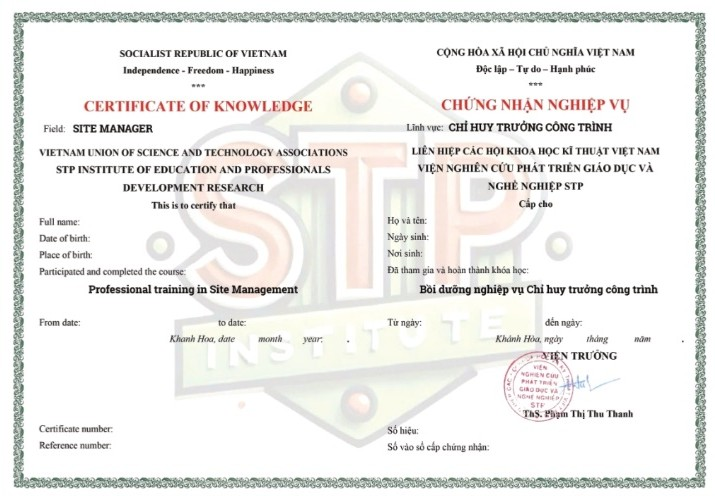 SOCIALIST REPUBLIC OF VIETNAM
Independence - Freedom - Happiness
***
CERTIFICATE OF KNOWLEDGE
Field: SITE MANAGER
VIETNAM UNION OF SCIENCE AND TECHNOLOGY ASSOCIATIONS
STP INSTITUTE OF EDUCATION AND PROFESSIONALS
DEVELOPMENT RESEARCH
This is to certify that
Full name:
Date of birth:
Place of birth:
Participated and completed the course:
Professional training in Site Management
From date: to date:
Khanh Hoa, date month year: .
Certificate number:
Reference number:
CỘNG HÒA XÃ HỘI CHỦ NGHĨA VIỆT NAM
Độc lập – Tự do – Hạnh phúc
***
CHỨNG NHẬN NGHIỆP VỤ
Lĩnh vực: CHỈ HUY TRƯỞNG CÔNG TRÌNH
LIÊN HIỆP CÁC HỘI KHOA HỌC KĨ THUẬT VIỆT NAM
VIỆN NGHIÊN CỨU PHÁT TRIỂN GIÁO DỤC VÀ
NGHỀ NGHIỆP STP
Cấp cho
Họ và tên:
Ngày sinh:
Nơi sinh:
Đã tham gia và hoàn thành khóa học:
Bồi dưỡng nghiệp vụ Chỉ huy trưởng công trình
Từ ngày: đến ngày:
Khánh Hòa, ngày tháng năm .
VIỆN TRƯỞNG
VIỆN
NGHIÊN CỨU
PHÁT TRIỂN
GIÁO DỤC VÀ
NGHỀ NGHIỆP
STP
ThS. Phạm Thị Thu Thanh
Số hiệu:
Số vào sổ cấp chứng nhận:
STP
INSTITUTE